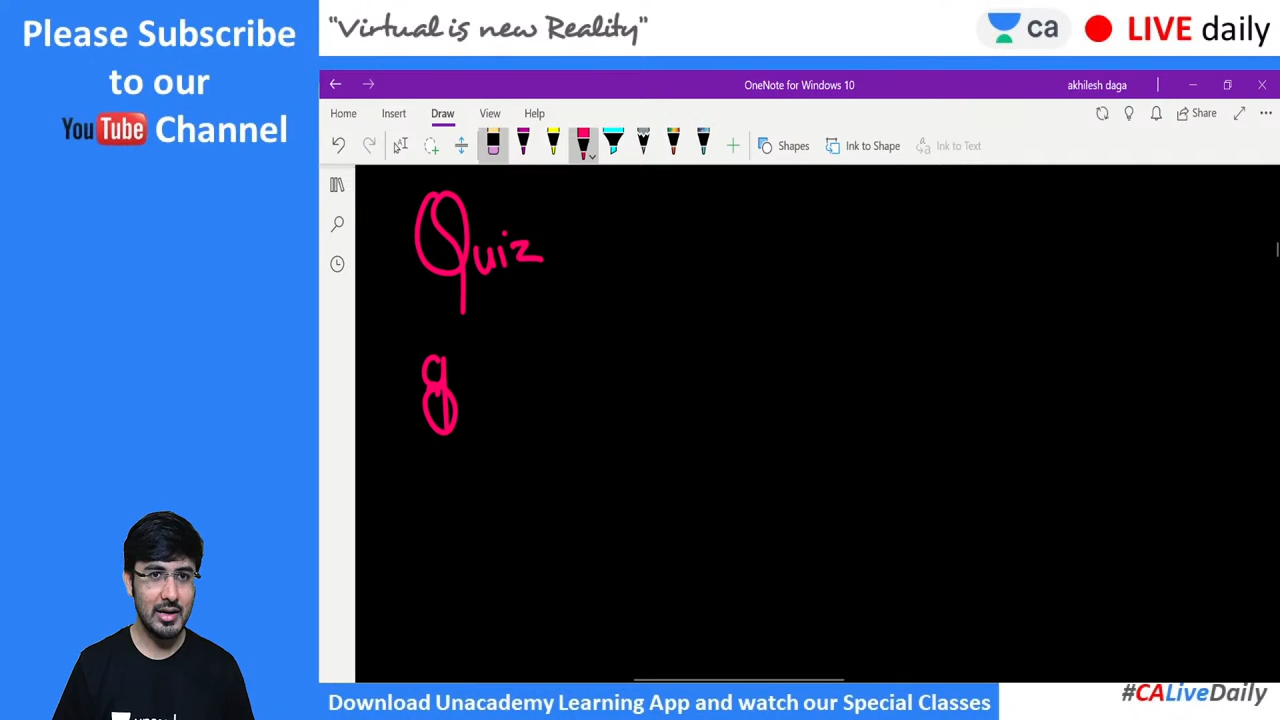 Please Subscribe
to our
YouTube Channel
"Virtual is new Reality"
ca
LIVE daily
OneNote for Windows 10
akhilesh daga
Home Insert Draw View Help
Share
Shapes
Ink to Shape
Ink to Text
Quiz
8
Download Unacademy Learning App and watch our Special Classes
#CALiveDaily